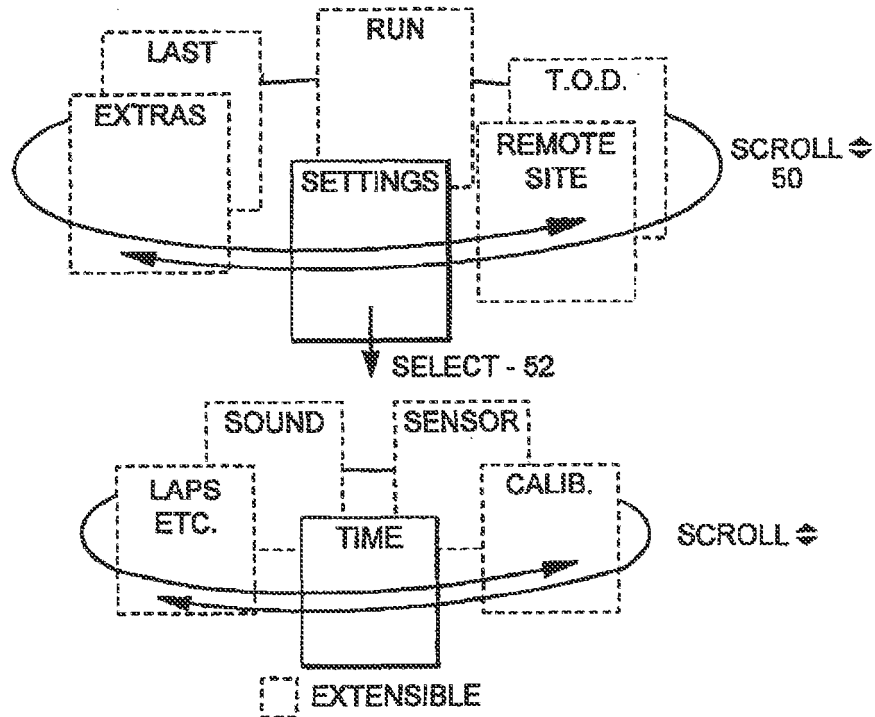 RUN
LAST
T.O.D.
EXTRAS
REMOTE
SITE
SCROLL ⬍
50
SETTINGS
SELECT - 52
SOUND
SENSOR
LAPS
ETC.
CALIB.
TIME
SCROLL ⬍
EXTENSIBLE